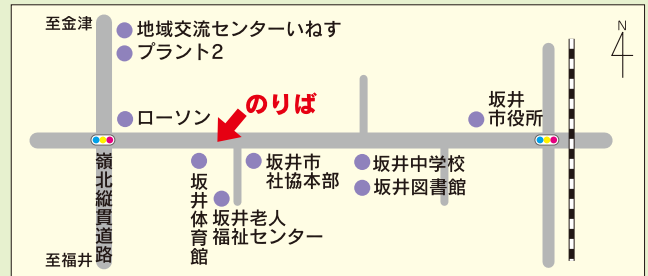 至金津
地域交流センターいねす
プラント2
N
のりば
ローソン
坂井
市役所
嶺北縦貫道路
坂井体育館
坂井市
社協本部
坂井中学校
坂井図書館
坂井老人
福祉センター
至福井